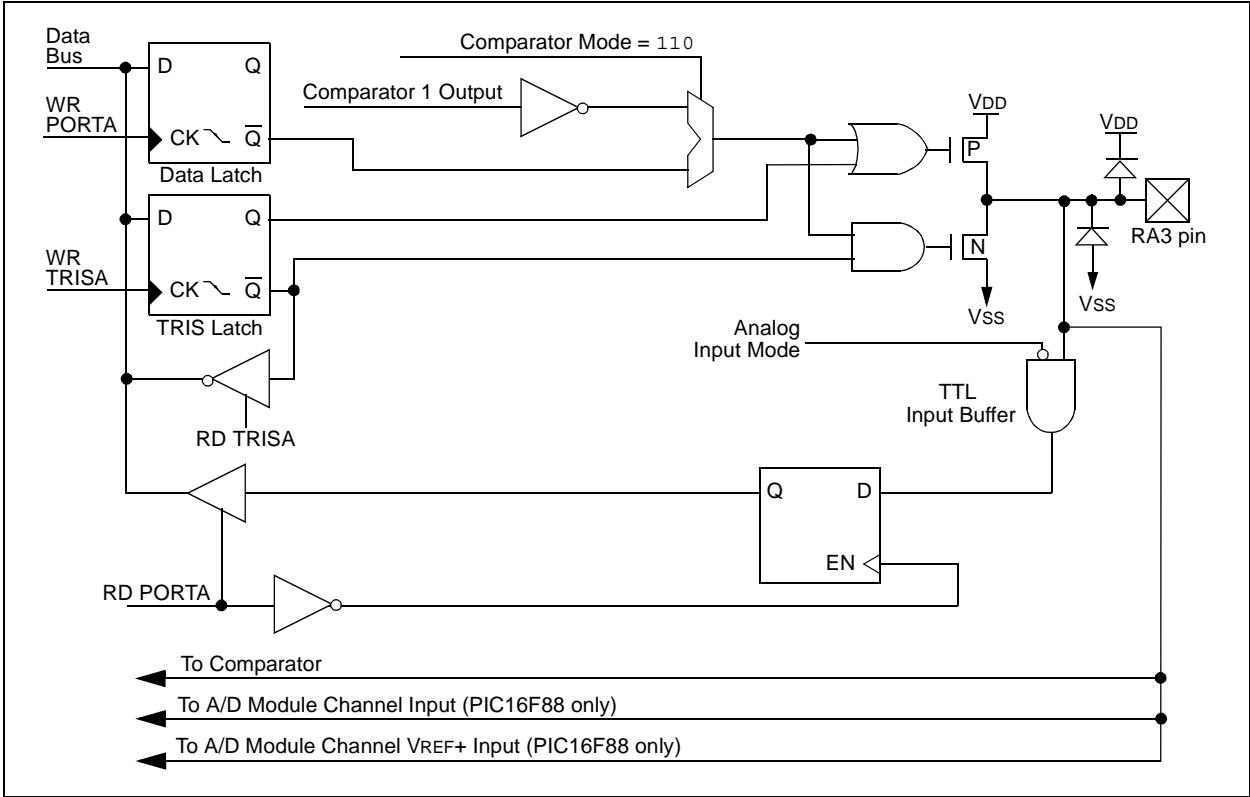 Data
Bus
D Q
Comparator Mode = 110
Comparator 1 Output
WR
PORTA
CK Q̅
Data Latch
VDD
P
VDD
D Q
RA3 pin
WR
TRISA
CK Q̅
TRIS Latch
N
VSS
VSS
Analog
Input Mode
TTL
Input Buffer
RD TRISA
Q D
EN
RD PORTA
To Comparator
To A/D Module Channel Input (PIC16F88 only)
To A/D Module Channel VREF+ Input (PIC16F88 only)